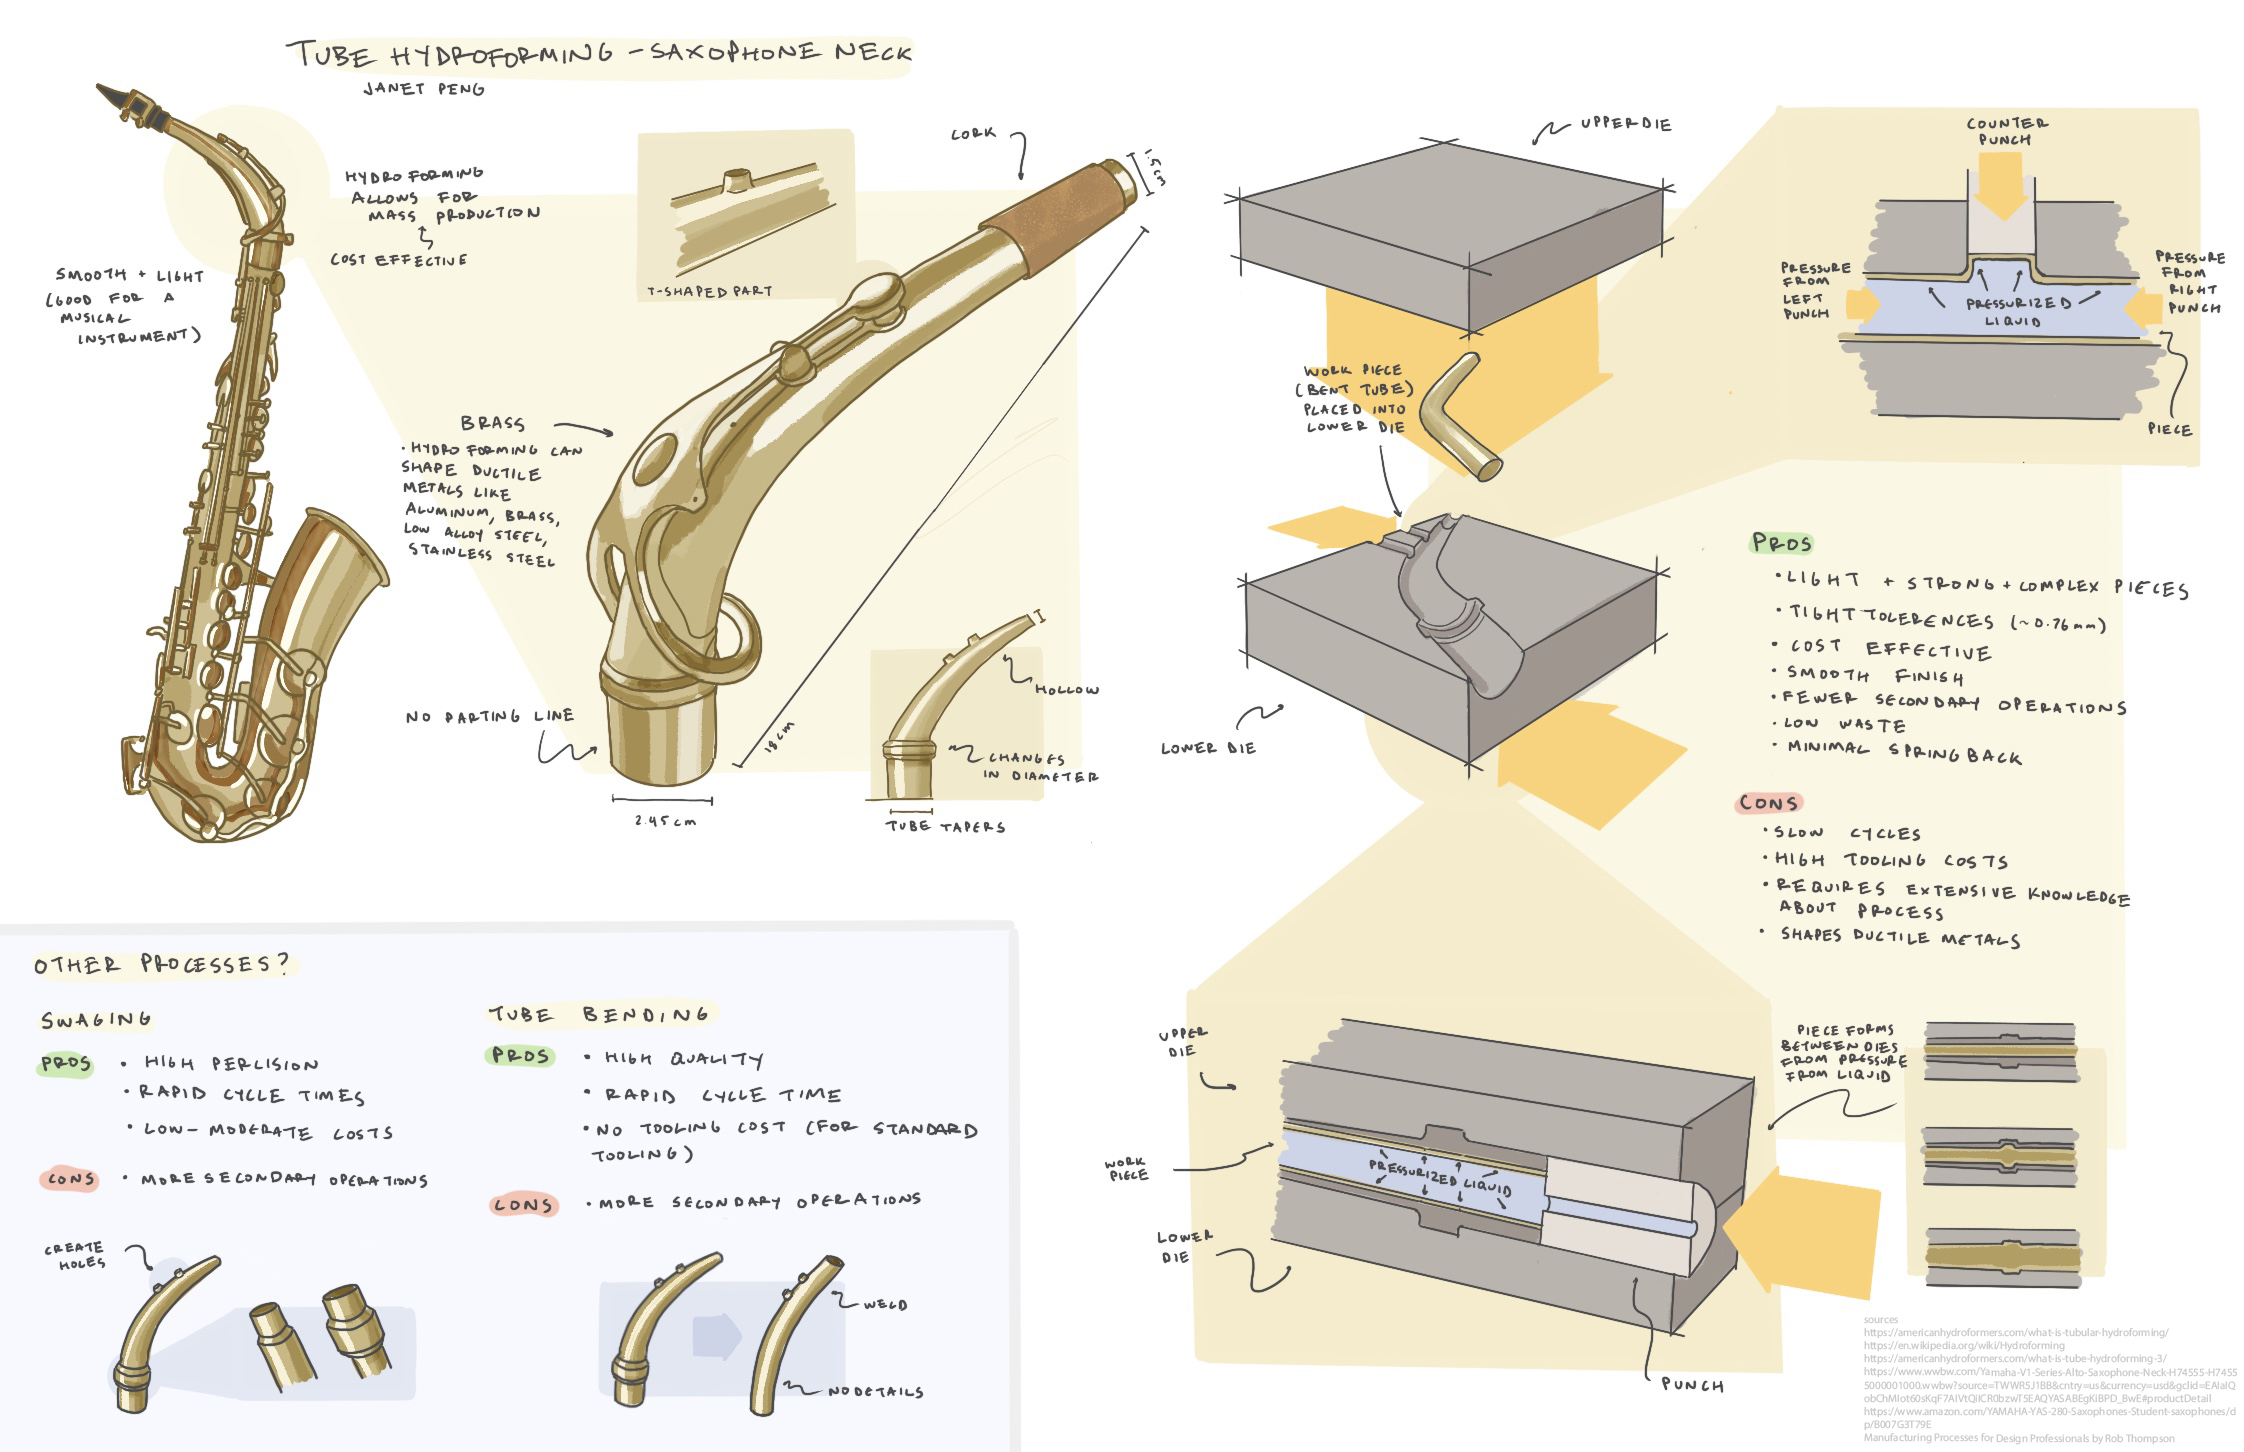 TUBE HYDROFORMING - SAXOPHONE NECK
JANET PENG
HYDROFORMING
ALLOWS FOR
MASS PRODUCTION
COST EFFECTIVE
SMOOTH + LIGHT
(GOOD FOR A
MUSICAL
INSTRUMENT)
T-SHAPED PART
CORK
1.5cm
BRASS
• HYDROFORMING CAN
SHAPE DUCTILE
METALS LIKE
ALUMINUM, BRASS,
LOW ALLOY STEEL,
STAINLESS STEEL
NO PARTING LINE
18cm
2.45cm
HOLLOW
CHANGES
IN DIAMETER
TUBE TAPERS
UPPER DIE
WORK PIECE
(BENT TUBE)
PLACED INTO
LOWER DIE
LOWER DIE
COUNTER
PUNCH
PRESSURE
FROM
LEFT
PUNCH
PRESSURIZED
LIQUID
PRESSURE
FROM
RIGHT
PUNCH
PIECE
PROS
• LIGHT + STRONG + COMPLEX PIECES
• TIGHT TOLERENCES (~0.76mm)
• COST EFFECTIVE
• SMOOTH FINISH
• FEWER SECONDARY OPERATIONS
• LOW WASTE
• MINIMAL SPRINGBACK
CONS
• SLOW CYCLES
• HIGH TOOLING COSTS
• REQUIRES EXTENSIVE KNOWLEDGE
ABOUT PROCESS
• SHAPES DUCTILE METALS
OTHER PROCESSES?
SWAGING
PROS
• HIGH PERCISION
• RAPID CYCLE TIMES
• LOW-MODERATE COSTS
CONS
• MORE SECONDARY OPERATIONS
CREATE
HOLES
TUBE BENDING
PROS
• HIGH QUALITY
• RAPID CYCLE TIME
• NO TOOLING COST (FOR STANDARD
TOOLING)
CONS
• MORE SECONDARY OPERATIONS
WELD
NO DETAILS
UPPER
DIE
WORK
PIECE
LOWER
DIE
PRESSURIZED LIQUID
PUNCH
PIECE FORMS
BETWEEN DIES
FROM PRESSURE
FROM LIQUID
sources
https://americanhydroformers.com/what-is-tubular-hydroforming/
https://en.wikipedia.org/wiki/Hydroforming
https://americanhydroformers.com/what-is-tube-hydroforming-3/
https://www.wwbw.com/Yamaha-V1-Series-Alto-Saxophone-Neck-H74555-H7455
5000001000.wwbw?source=TWWRSJ1BB&cntry=us&currency=usd&gclid=EAIaIQ
obChMIot60sKqF7AIVtQiICR0bzwT5EAQYASABEgKiBPD_BwE#productDetail
https://www.amazon.com/YAMAHA-YAS-280-Saxophones-Student-saxophones/d
p/B007G3T79E
Manufacturing Processes for Design Professionals by Rob Thompson